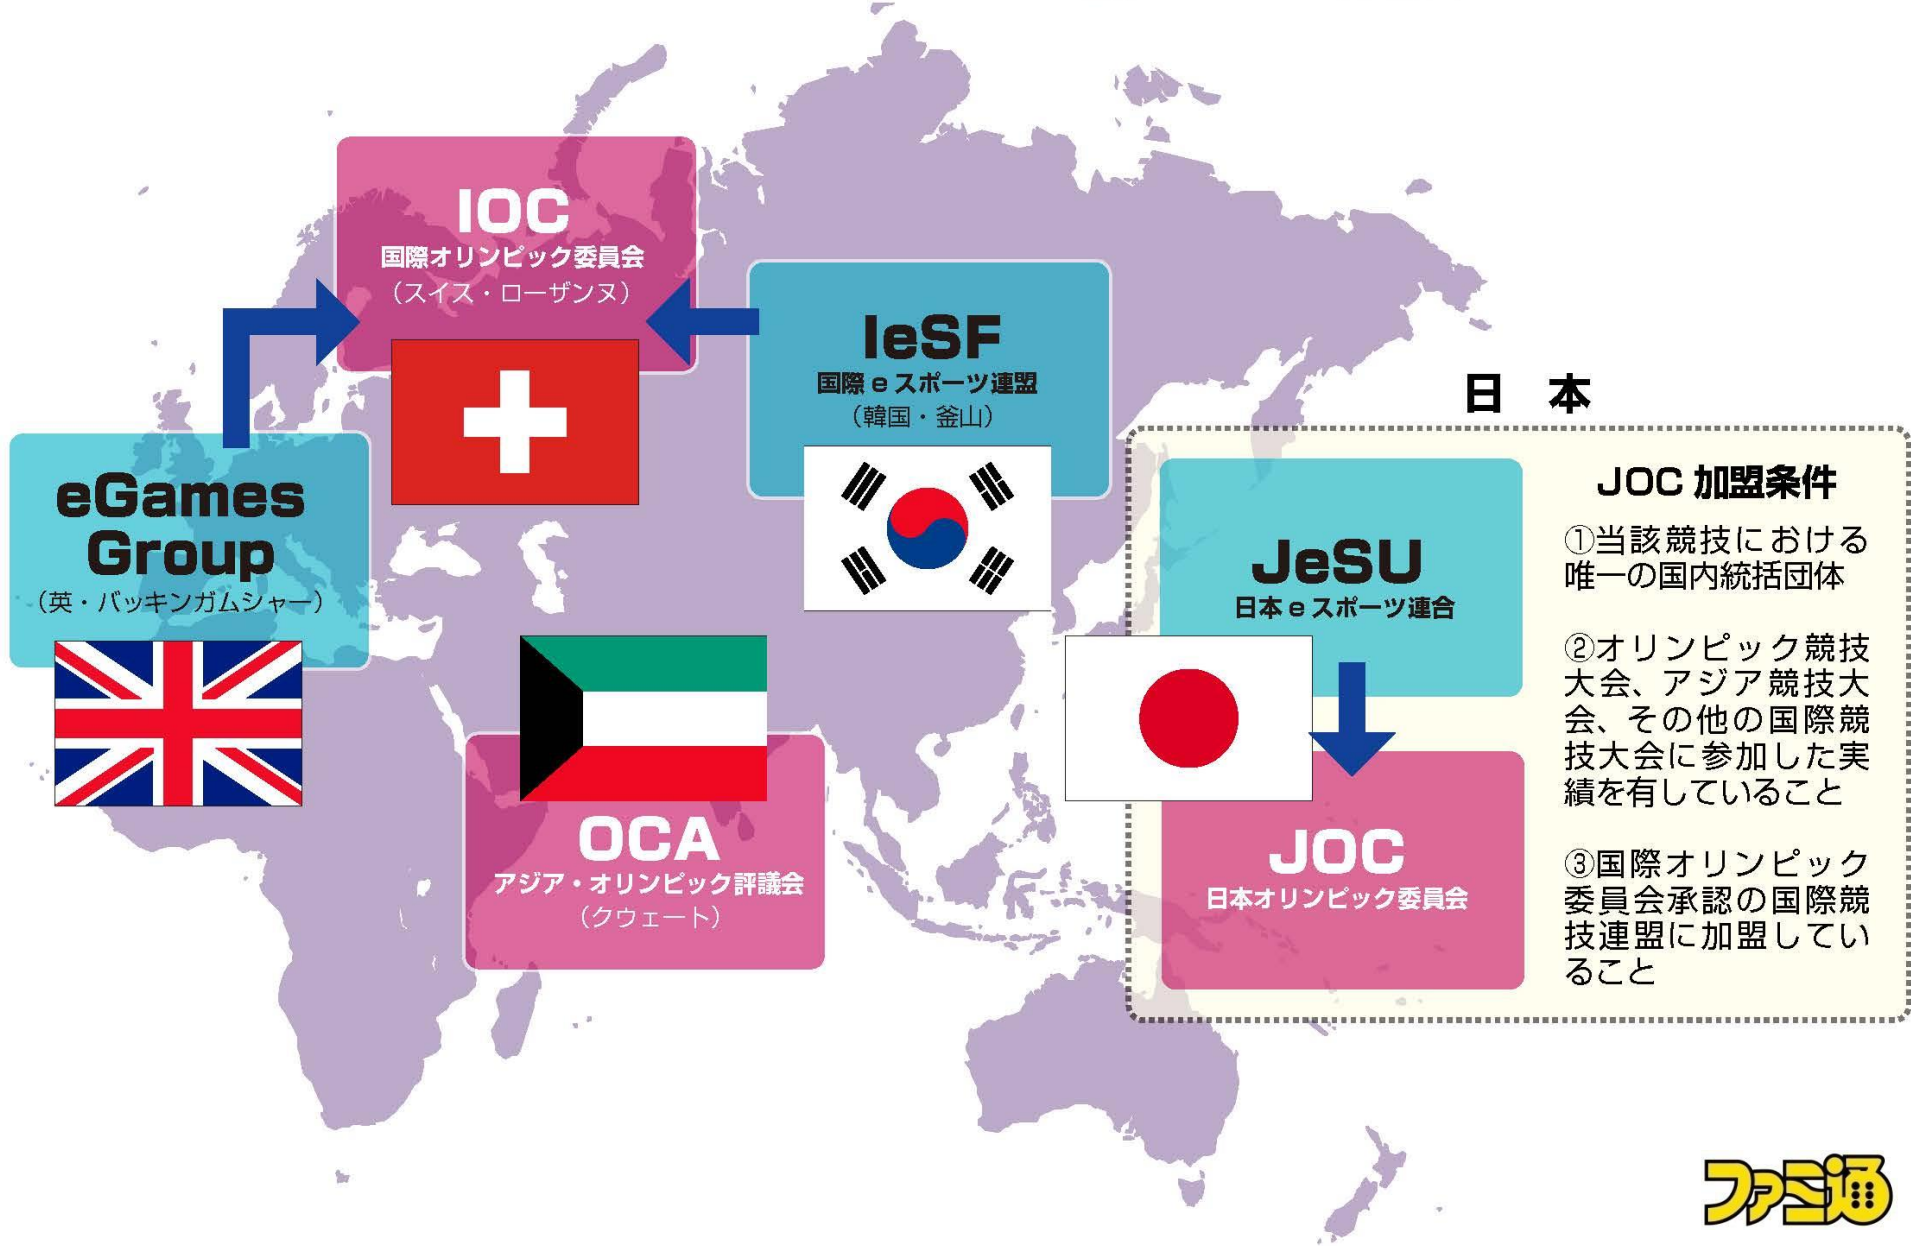 IOC
国際オリンピック委員会
（スイス・ローザンヌ）
IeSF
国際eスポーツ連盟
（韓国・釜山）
eGames
Group
（英・バッキンガムシャー）
OCA
アジア・オリンピック評議会
（クウェート）
日 本
JeSU
日本eスポーツ連合
JOC
日本オリンピック委員会
JOC 加盟条件
①当該競技における
唯一の国内統括団体
②オリンピック競技
大会、アジア競技大
会、その他の国際競
技大会に参加した実
績を有していること
③国際オリンピック
委員会承認の国際競
技連盟に加盟してい
ること
ファミ通